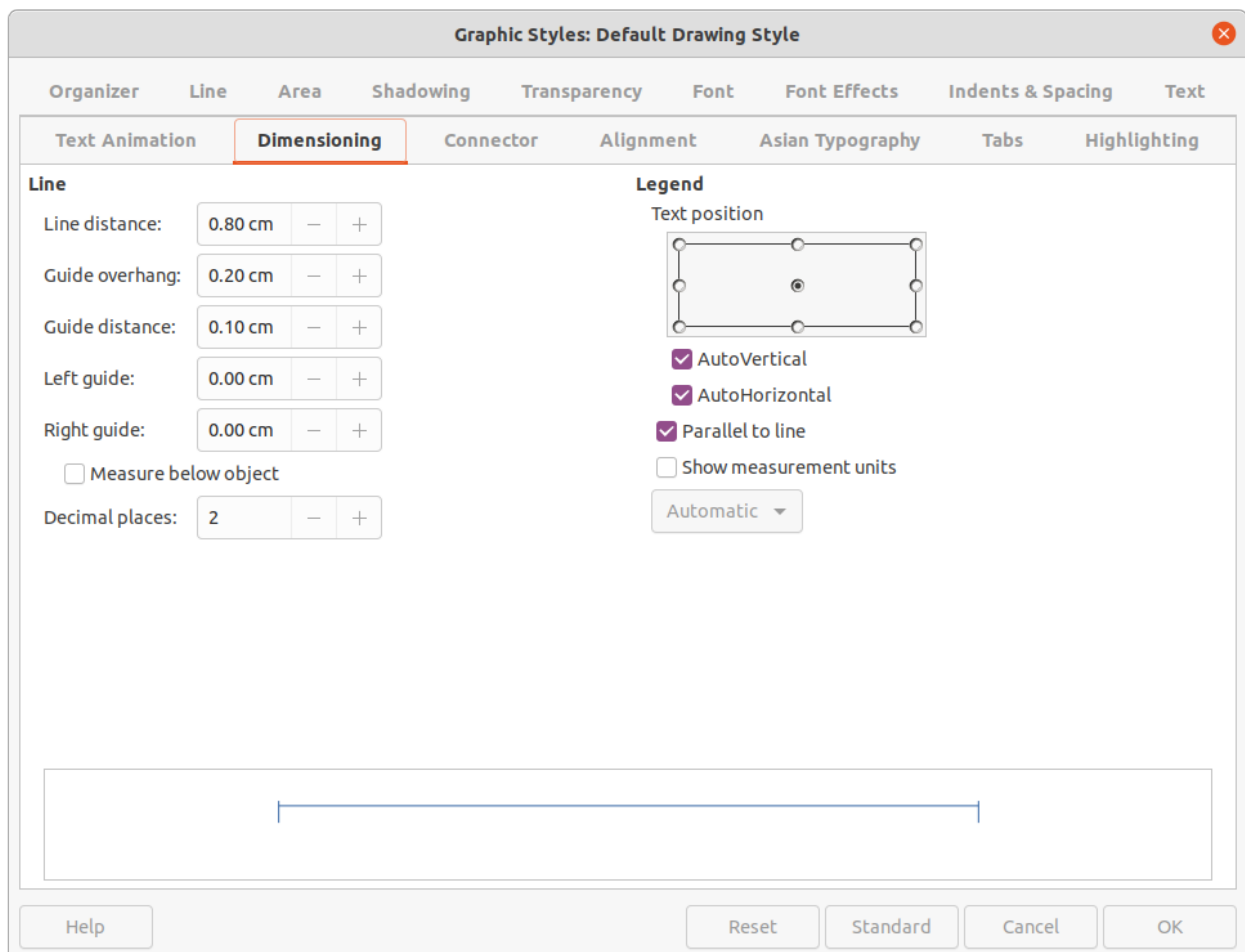 Graphic Styles: Default Drawing Style
Organizer Line Area Shadowing Transparency Font Font Effects Indents & Spacing Text
Text Animation Dimensioning Connector Alignment Asian Typography Tabs Highlighting
Line
Line distance: 0.80 cm
Guide overhang: 0.20 cm
Guide distance: 0.10 cm
Left guide: 0.00 cm
Right guide: 0.00 cm
Measure below object
Decimal places: 2
Legend
Text position
AutoVertical
AutoHorizontal
Parallel to line
Show measurement units
Automatic
Help Reset Standard Cancel OK